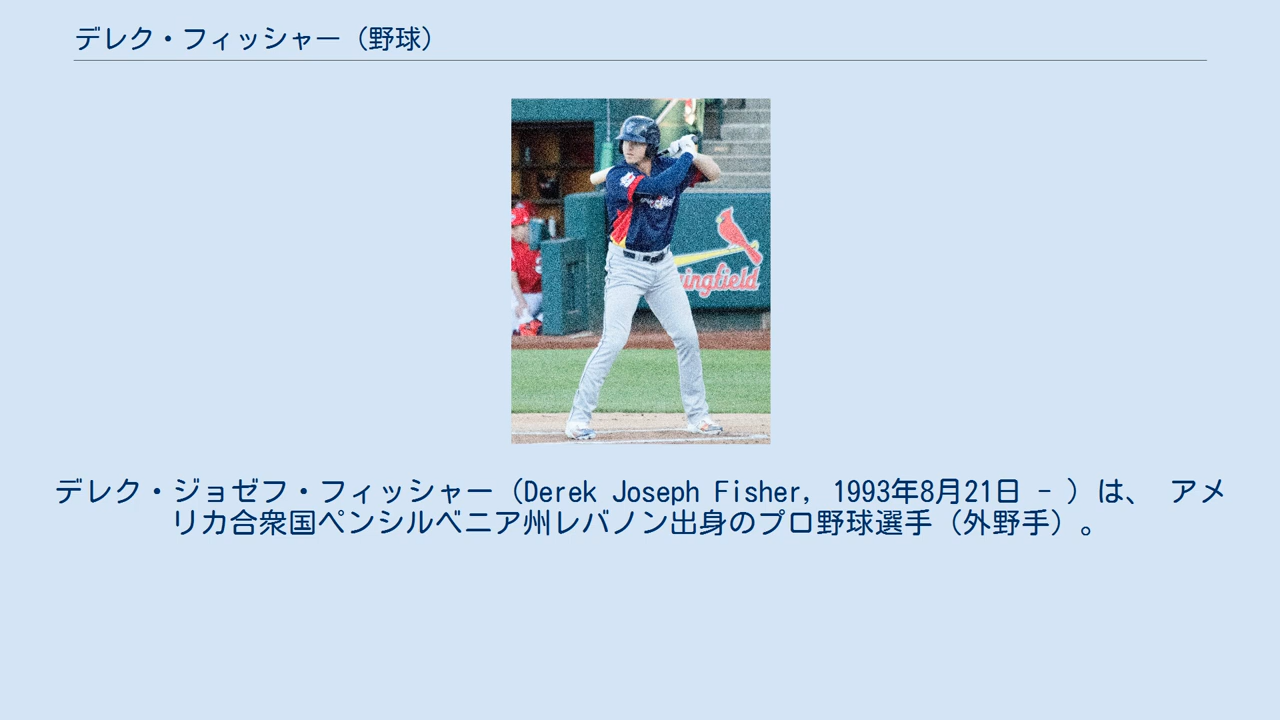 デレク・フィッシャー（野球）
ingfield
デレク・ジョゼフ・フィッシャー（Derek Joseph Fisher, 1993年8月21日 - ）は、 アメ
リカ合衆国ペンシルベニア州レバノン出身のプロ野球選手（外野手）。